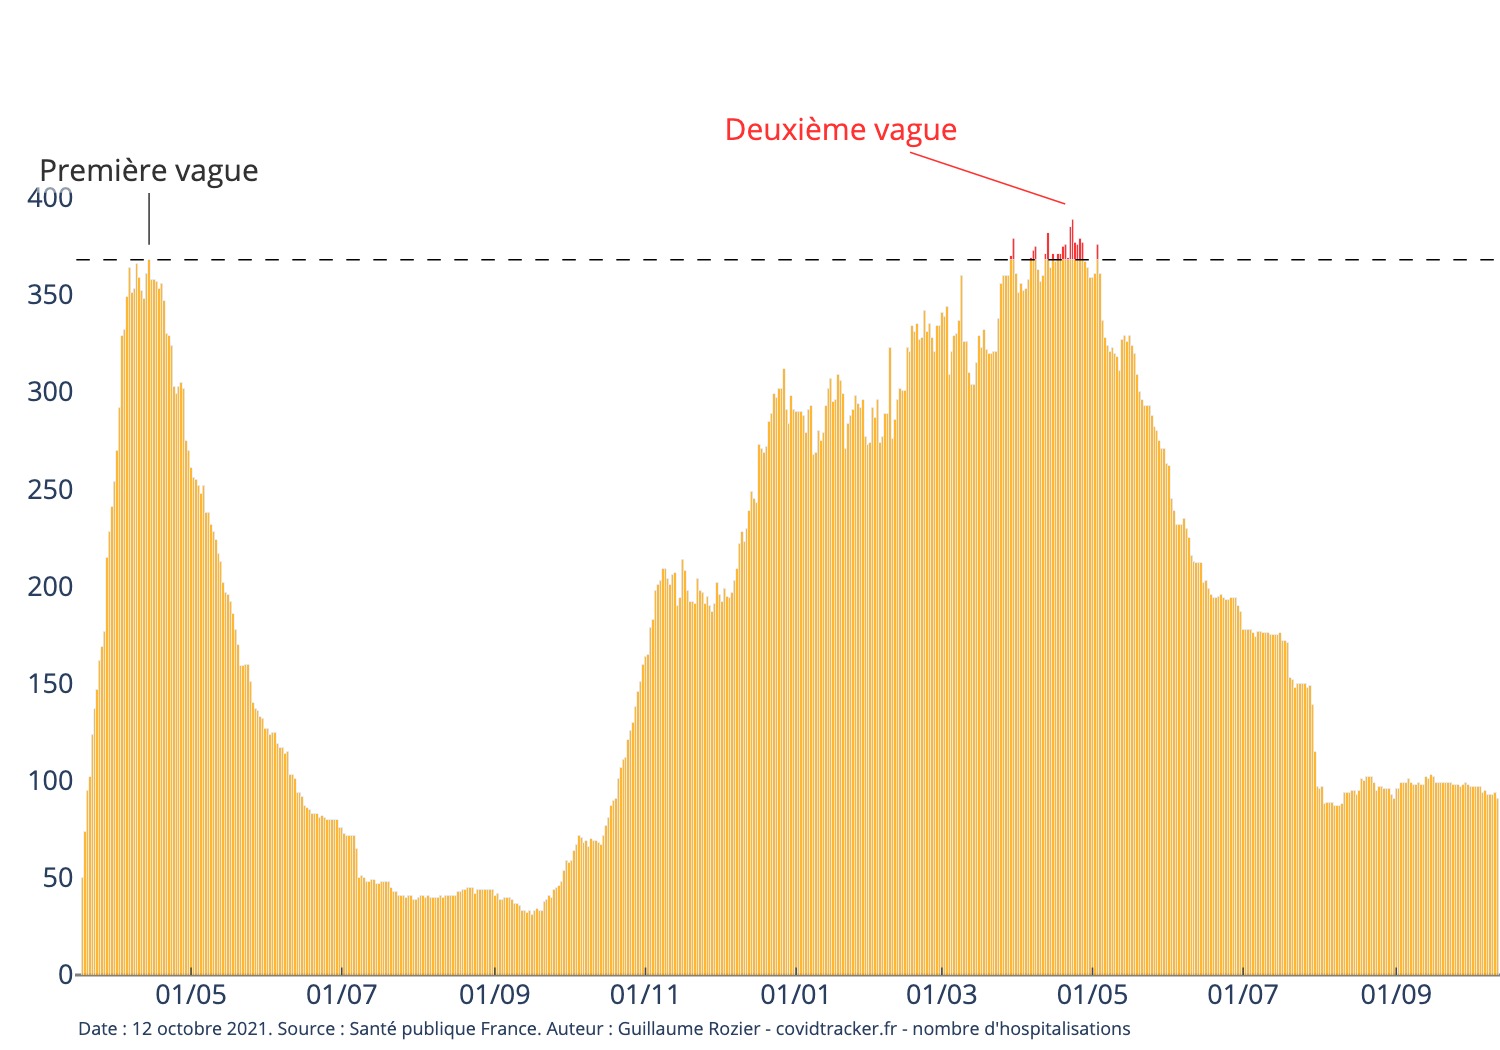 Deuxième vague
Première vague
400
350
300
250
200
150
100
50
0
01/05 01/07 01/09 01/11 01/01 01/03 01/05 01/07 01/09
Date : 12 octobre 2021. Source : Santé publique France. Auteur : Guillaume Rozier - covidtracker.fr - nombre d'hospitalisations